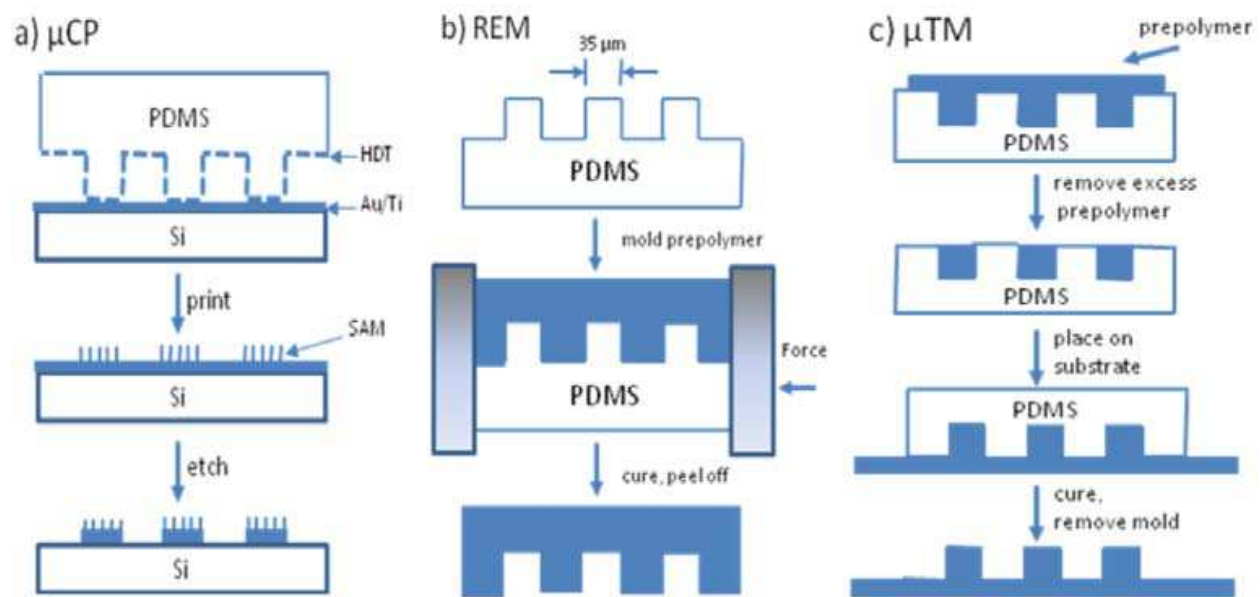 a) μCP
PDMS
HDT
Au/Ti
Si
print
SAM
Si
etch
Si
b) REM
35 μm
PDMS
mold prepolymer
Force
PDMS
cure, peel off
c) μTM
prepolymer
PDMS
remove excess
prepolymer
PDMS
place on
substrate
PDMS
cure,
remove mold